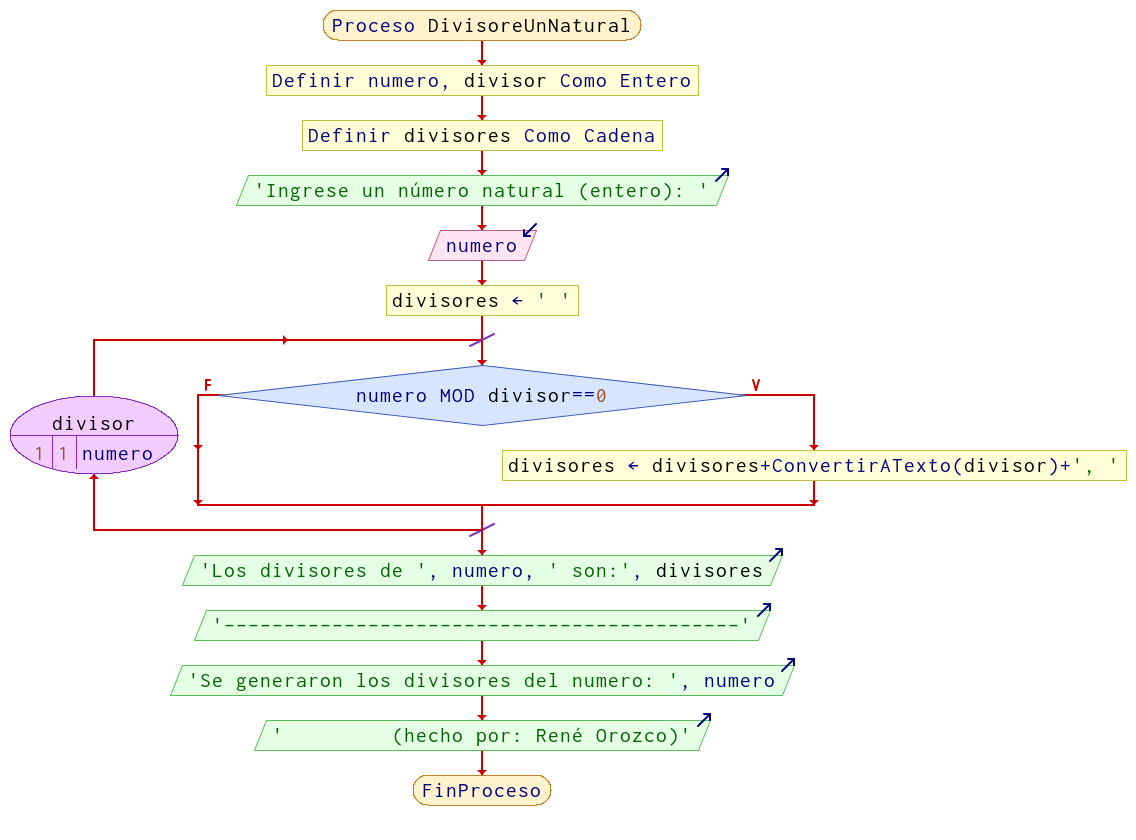 Proceso DivisoreUnNatural
Definir numero, divisor Como Entero
Definir divisores Como Cadena
'Ingrese un número natural (entero): '
numero
divisores ← ' '
F
numero MOD divisor==0
V
divisor
1 1 numero
divisores ← divisores+ConvertirATexto(divisor)+', '
'Los divisores de ', numero, ' son:', divisores
'-------------------------------------------'
'Se generaron los divisores del numero: ', numero
'         (hecho por: René Orozco)'
FinProceso